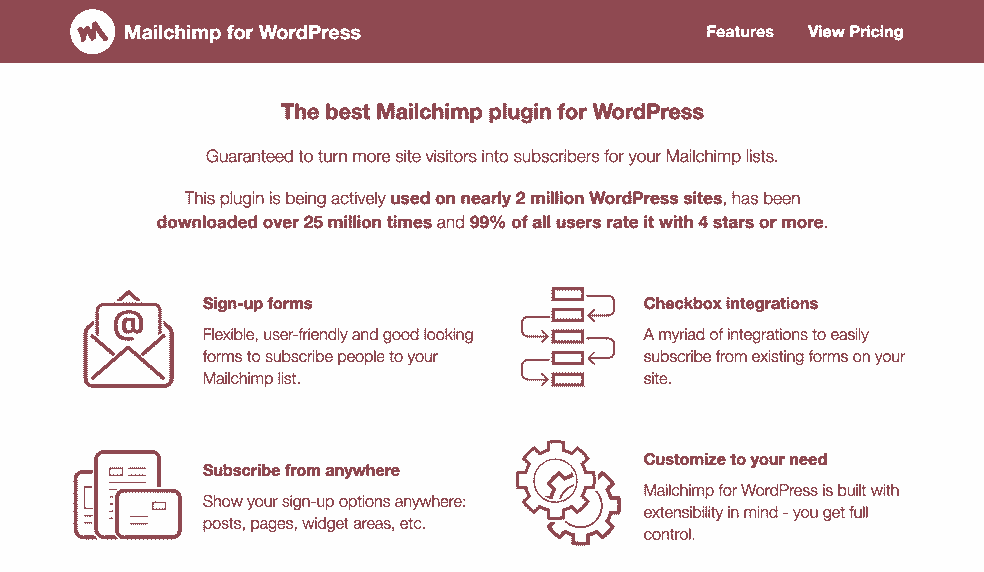 Mailchimp for WordPress
Features View Pricing
The best Mailchimp plugin for WordPress
Guaranteed to turn more site visitors into subscribers for your Mailchimp lists.
This plugin is being actively used on nearly 2 million WordPress sites, has been
downloaded over 25 million times and 99% of all users rate it with 4 stars or more.
@
Sign-up forms
Flexible, user-friendly and good looking
forms to subscribe people to your
Mailchimp list.
Checkbox integrations
A myriad of integrations to easily
subscribe from existing forms on your
site.
Subscribe from anywhere
Show your sign-up options anywhere:
posts, pages, widget areas, etc.
Customize to your need
Mailchimp for WordPress is built with
extensibility in mind - you get full
control.